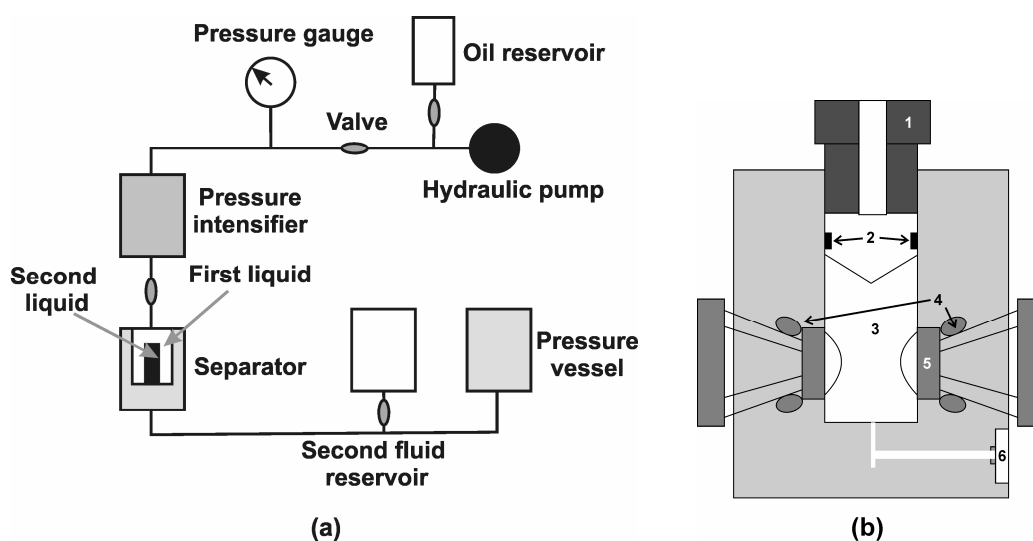 Pressure gauge
Oil reservoir
Valve
Hydraulic pump
Pressure
intensifier
Second
liquid
First liquid
Separator
Pressure
vessel
Second fluid
reservoir
(a)
1
2
4
3
5
6
(b)